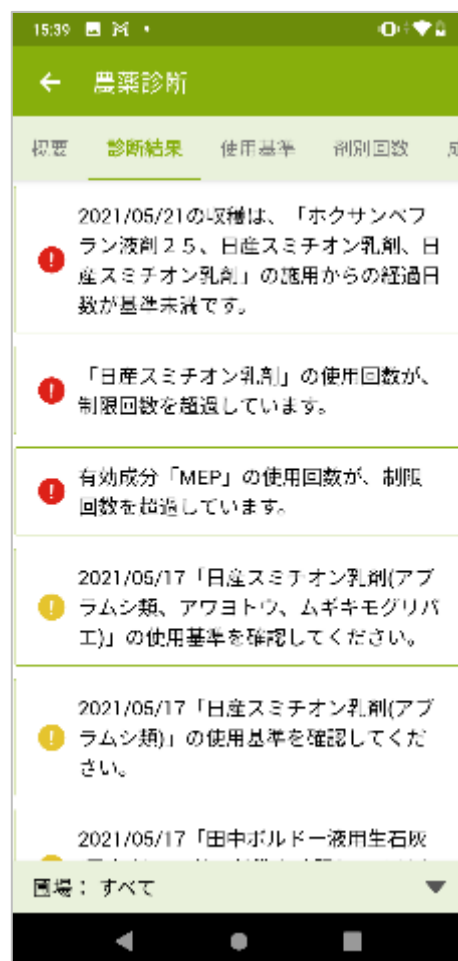 15:39
農薬診断
概要 診断結果 使用基準 剤別回数 成
2021/05/21の収穫は、「ホクサンベフ
ラン液剤25、日産スミチオン乳剤、日
産スミチオン乳剤」の施用からの経過日
数が基準未満です。
「日産スミチオン乳剤」の使用回数が、
制限回数を超過しています。
有効成分「MEP」の使用回数が、制限
回数を超過しています。
2021/05/17「日産スミチオン乳剤(アブ
ラムシ類、アワヨトウ、ムギキモグリバ
エ)」の使用基準を確認してください。
2021/05/17「日産スミチオン乳剤(アブ
ラムシ類)」の使用基準を確認してくだ
さい。
2021/05/17「田中ボルドー液用生石灰
圃場： すべて